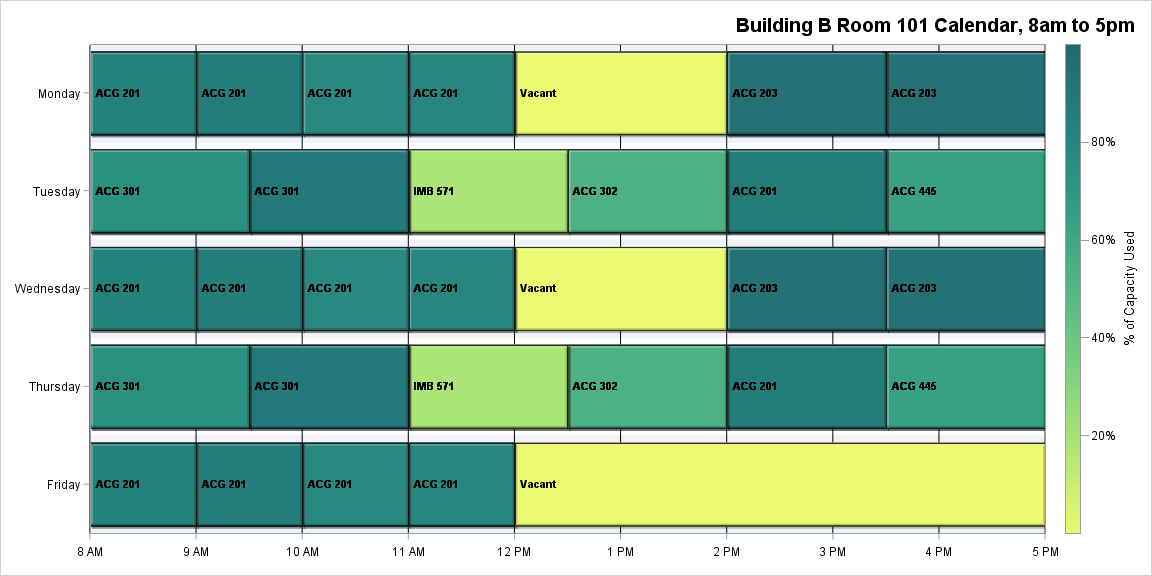 Building B Room 101 Calendar, 8am to 5pm
Monday
ACG 201
ACG 201
ACG 201
ACG 201
Vacant
ACG 203
ACG 203
Tuesday
ACG 301
ACG 301
IMB 571
ACG 302
ACG 201
ACG 445
Wednesday
ACG 201
ACG 201
ACG 201
ACG 201
Vacant
ACG 203
ACG 203
Thursday
ACG 301
ACG 301
IMB 571
ACG 302
ACG 201
ACG 445
Friday
ACG 201
ACG 201
ACG 201
ACG 201
Vacant
8 AM
9 AM
10 AM
11 AM
12 PM
1 PM
2 PM
3 PM
4 PM
5 PM
80%
60%
40%
20%
% of Capacity Used